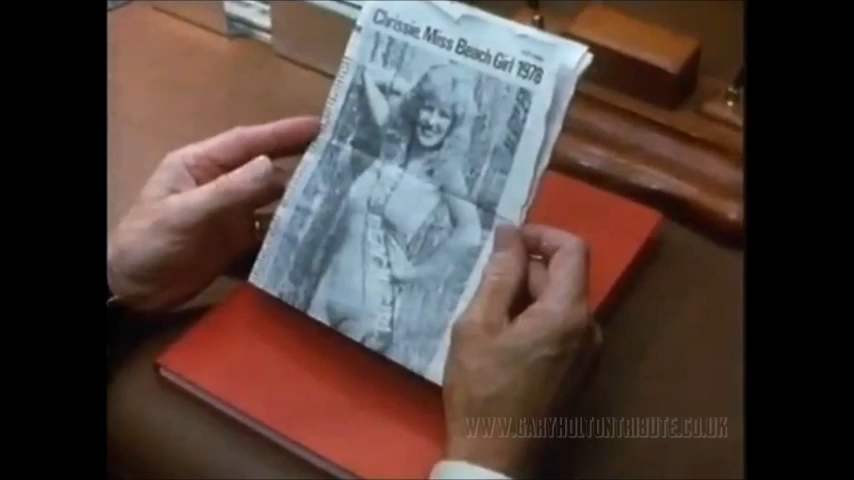 Chrissie, Miss Beach Girl 1978
WWW.GARYHOLTONTRIBUTE.CO.UK